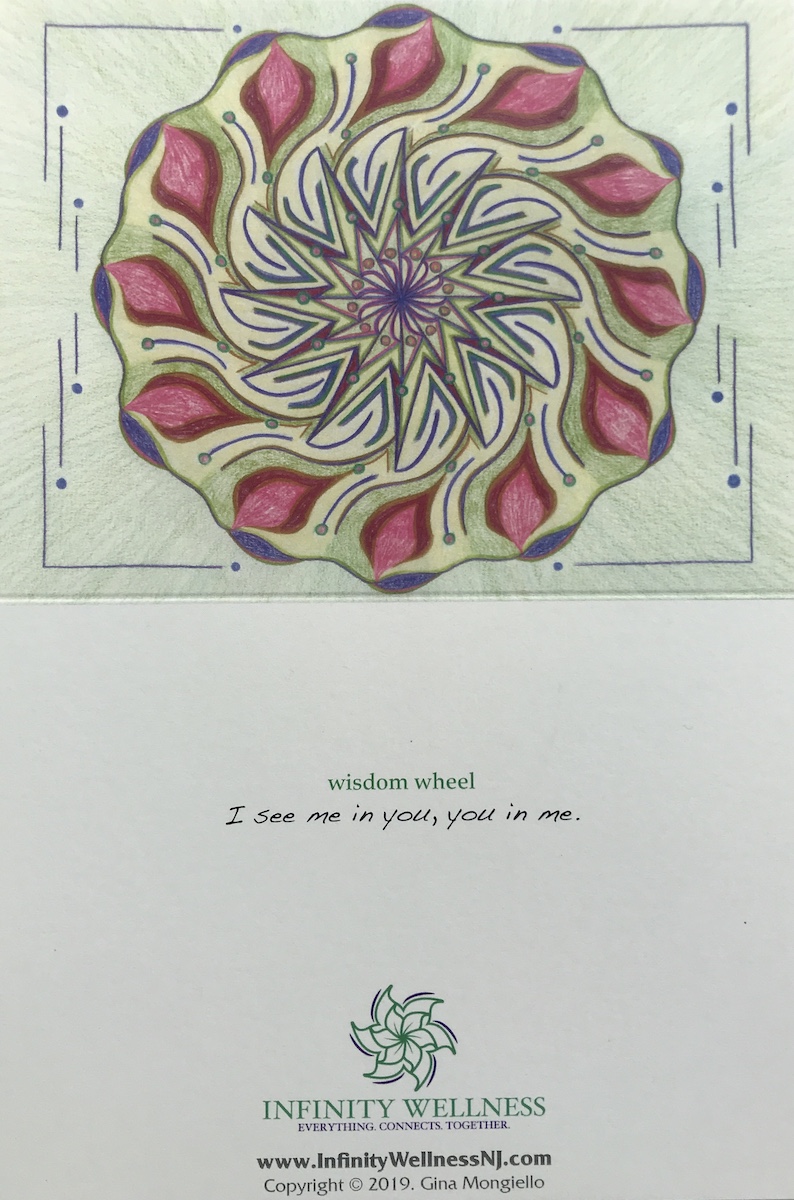 wisdom wheel
I see me in you, you in me.
INFINITY WELLNESS
EVERYTHING. CONNECTS. TOGETHER.
www.InfinityWellnessNJ.com
Copyright © 2019. Gina Mongiello